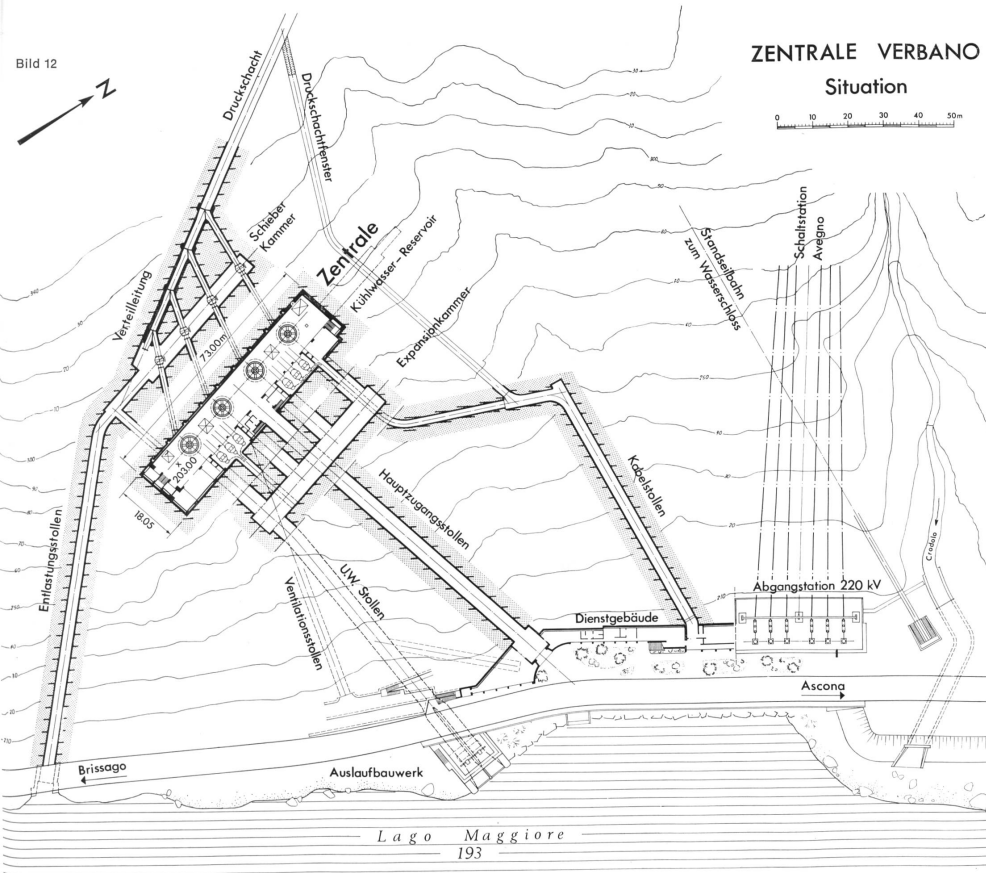 Bild 12
ZENTRALE VERBANO
Situation
0 10 20 30 40 50m
N
Druckschacht
Druckschachtfenster
Schieber
Kammer
Zentrale
Kühlwasser – Reservoir
Verteilleitung
73.00m
Expansionkammer
Standseilbahn
zum Wasserschloss
Schaltstation
Avegno
203.00
18.05
Hauptzugangsstollen
Kabelstollen
Entlastungsstollen
Ventilationsstollen
U.W. Stollen
Crodolo
Abgangstation 220 kV
Dienstgebäude
Ascona
Brissago
Auslaufbauwerk
Lago Maggiore
193